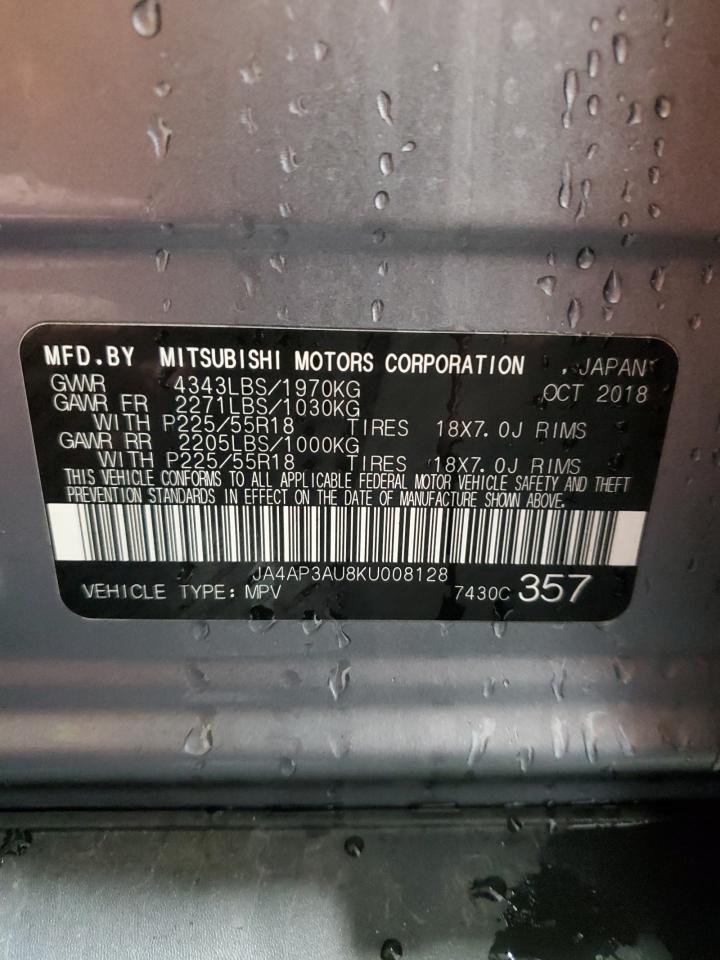 MFD.BY MITSUBISHI MOTORS CORPORATION , JAPAN
GVWR 4343LBS/1970KG OCT 2018
GAWR FR 2271LBS/1030KG
WITH P225/55R18 TIRES 18X7.0J RIMS
GAWR RR 2205LBS/1000KG
WITH P225/55R18 TIRES 18X7.0J RIMS
THIS VEHICLE CONFORMS TO ALL APPLICABLE FEDERAL MOTOR VEHICLE SAFETY AND THEFT
PREVENTION STANDARDS IN EFFECT ON THE DATE OF MANUFACTURE SHOWN ABOVE.
JA4AP3AU8KU008128
VEHICLE TYPE: MPV 7430C 357